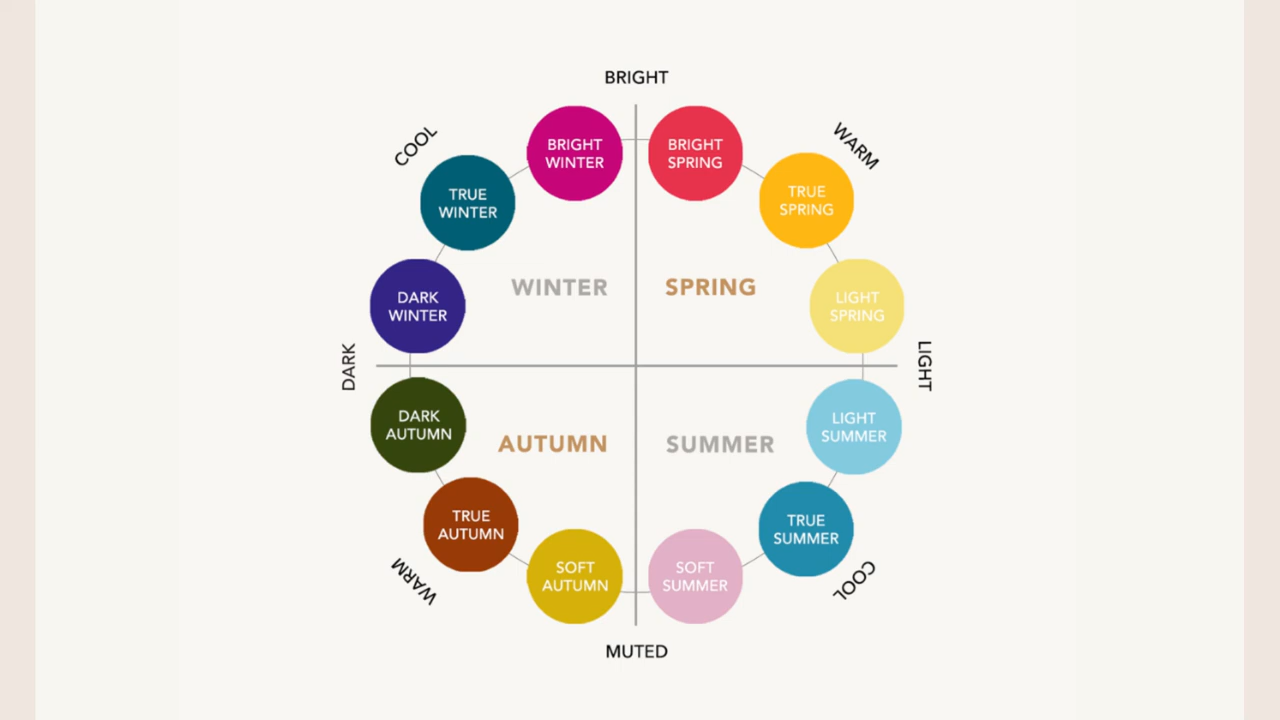 BRIGHT
COOL
WARM
BRIGHT
WINTER
BRIGHT
SPRING
TRUE
WINTER
TRUE
SPRING
DARK
WINTER
WINTER
SPRING
LIGHT
SPRING
DARK
LIGHT
DARK
AUTUMN
AUTUMN
SUMMER
LIGHT
SUMMER
TRUE
AUTUMN
TRUE
SUMMER
WARM
SOFT
AUTUMN
SOFT
SUMMER
COOL
MUTED